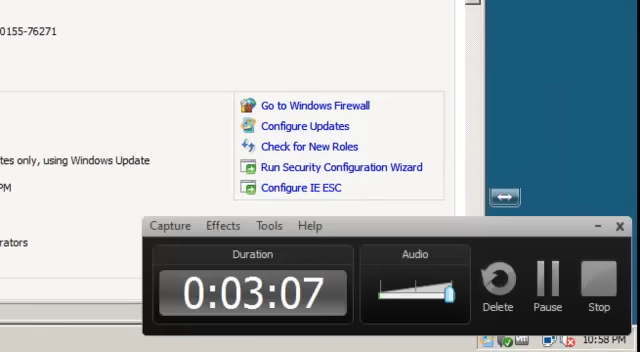 0155-76271
Go to Windows Firewall
Configure Updates
Check for New Roles
tes only, using Windows Update
Run Security Configuration Wizard
PM
Configure IE ESC
Capture Effects Tools Help
rators
Duration
Audio
0:03:07
Delete Pause Stop
10:58 PM